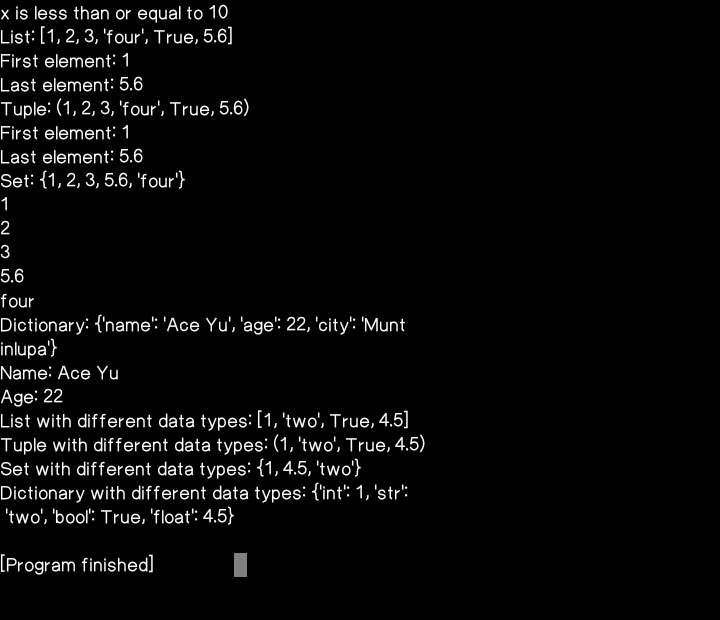 x is less than or equal to 10
List: [1, 2, 3, 'four', True, 5.6]
First element: 1
Last element: 5.6
Tuple: (1, 2, 3, 'four', True, 5.6)
First element: 1
Last element: 5.6
Set: {1, 2, 3, 5.6, 'four'}
1
2
3
5.6
four
Dictionary: {'name': 'Ace Yu', 'age': 22, 'city': 'Munt
inlupa'}
Name: Ace Yu
Age: 22
List with different data types: [1, 'two', True, 4.5]
Tuple with different data types: (1, 'two', True, 4.5)
Set with different data types: {1, 4.5, 'two'}
Dictionary with different data types: {'int': 1, 'str':
 'two', 'bool': True, 'float': 4.5}
[Program finished]